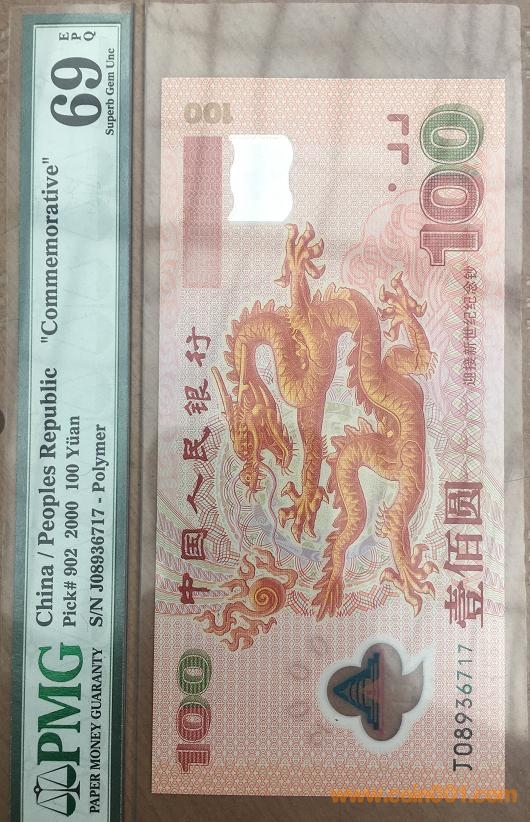 PMG
PAPER MONEY GUARANTY
China / Peoples Republic "Commemorative"
Pick# 902 2000 100 Yüan
S/N J08936717 - Polymer
69
EPQ
Superb Gem Unc
100
中国人民银行
100
100
迎接新世纪纪念钞
壹佰圆
J08936717
www.coin001.com